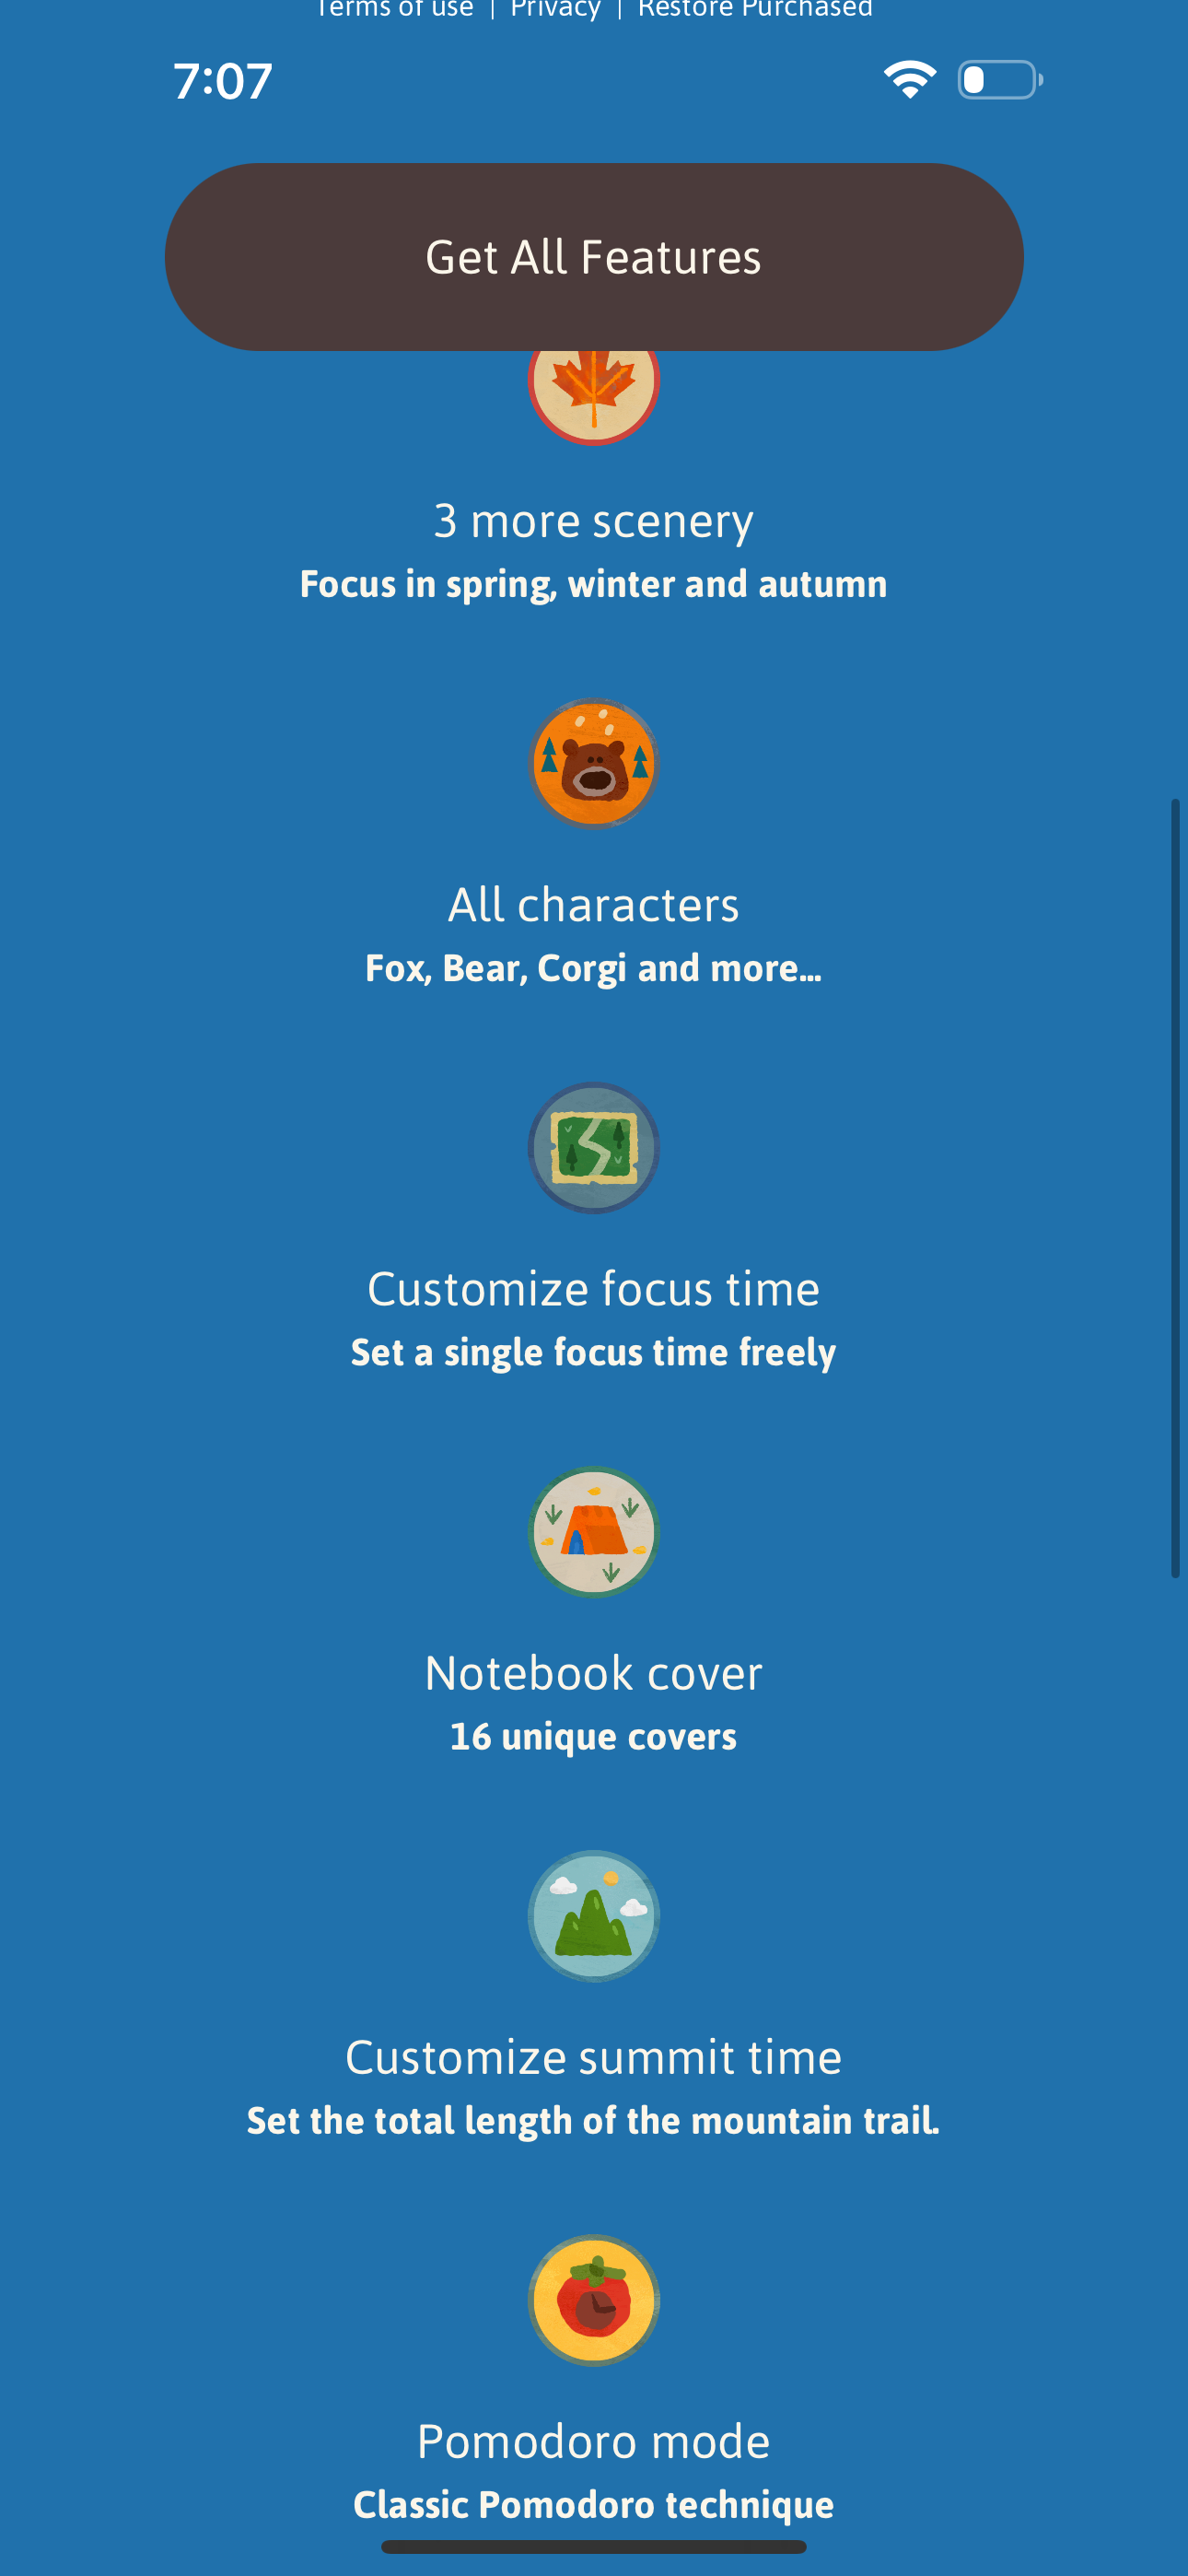 Terms of use | Privacy | Restore Purchased
7:07
Get All Features
3 more scenery
Focus in spring, winter and autumn
All characters
Fox, Bear, Corgi and more...
Customize focus time
Set a single focus time freely
Notebook cover
16 unique covers
Customize summit time
Set the total length of the mountain trail.
Pomodoro mode
Classic Pomodoro technique